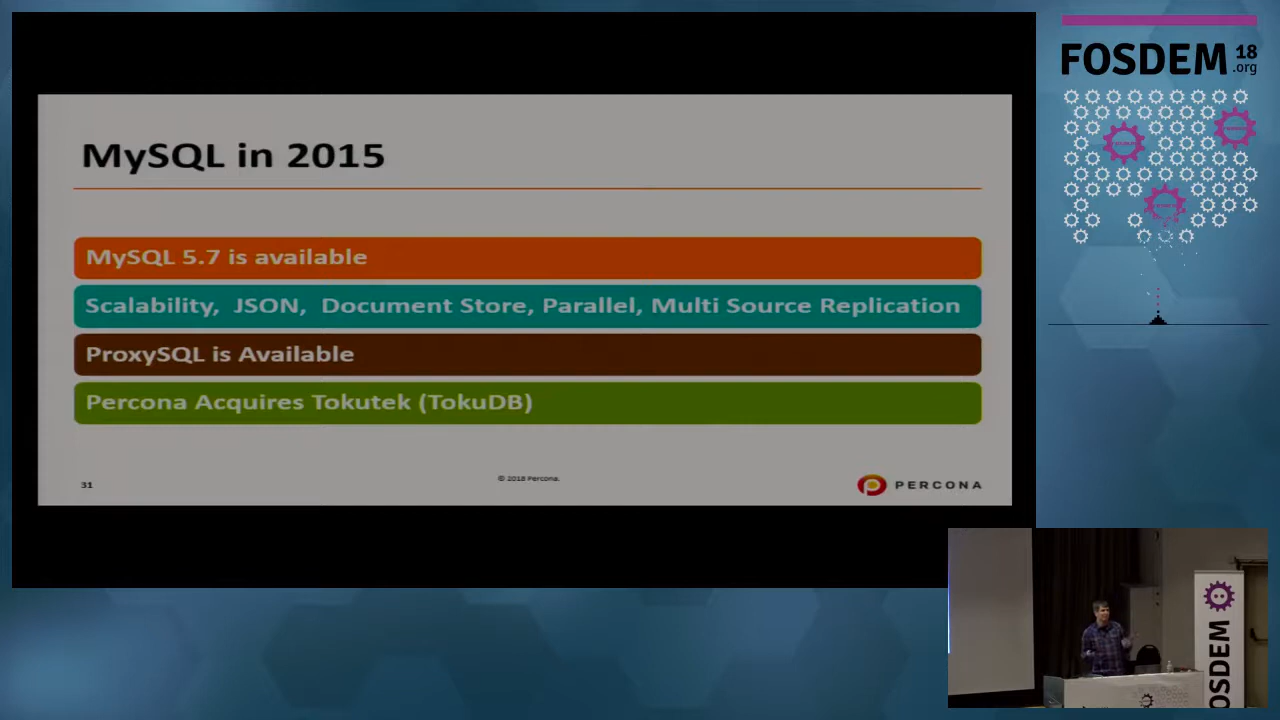 MySQL in 2015
MySQL 5.7 is available
Scalability, JSON, Document Store, Parallel, Multi Source Replication
ProxySQL is Available
Percona Acquires Tokutek (TokuDB)
31
© 2018 Percona.
PERCONA
FOSDEM 18
.org
OSDEM